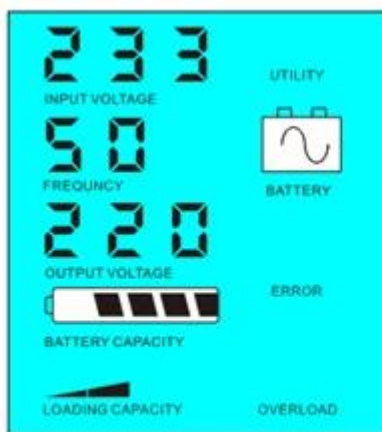 233
UTILITY
INPUT VOLTAGE
50
FREQUNCY
BATTERY
220
OUTPUT VOLTAGE
ERROR
BATTERY CAPACITY
LOADING CAPACITY
OVERLOAD